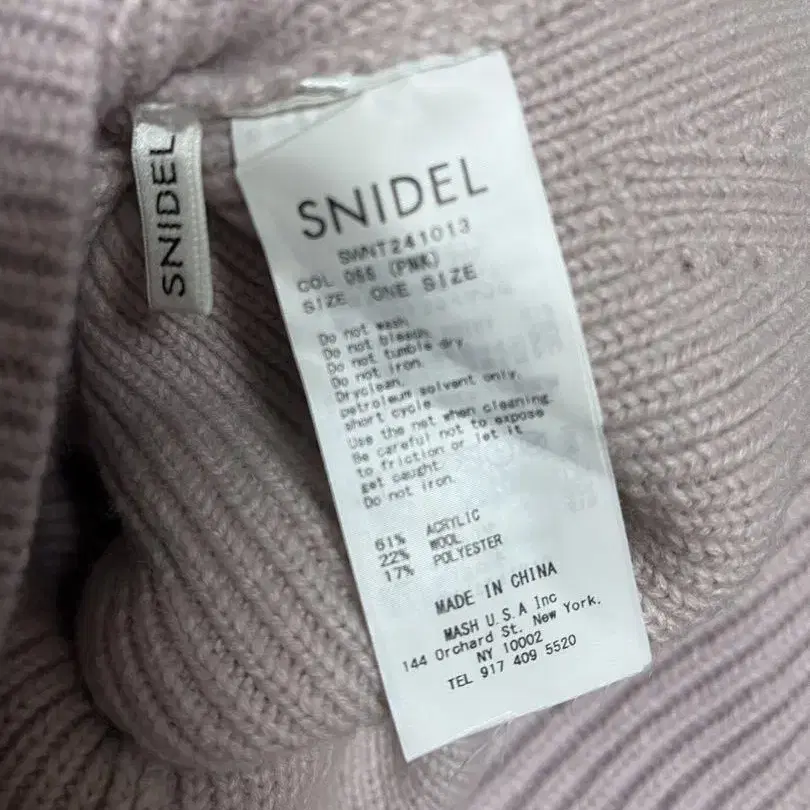 SNIDEL
SNIDEL
SWNT241013
COL 066 (PNK)
SIZE ONE SIZE
Do not wash.
Do not bleach.
Do not tumble dry
Do not iron.
Dryclean,
petroleum solvent only,
short cycle
Use the net when cleaning.
Be careful not to expose
to friction or let it
get caught.
Do not iron.
61% ACRYLIC
22% WOOL
17% POLYESTER
MADE IN CHINA
MASH U.S.A Inc
144 Orchard St. New York.
NY 10002
TEL 917 409 5520